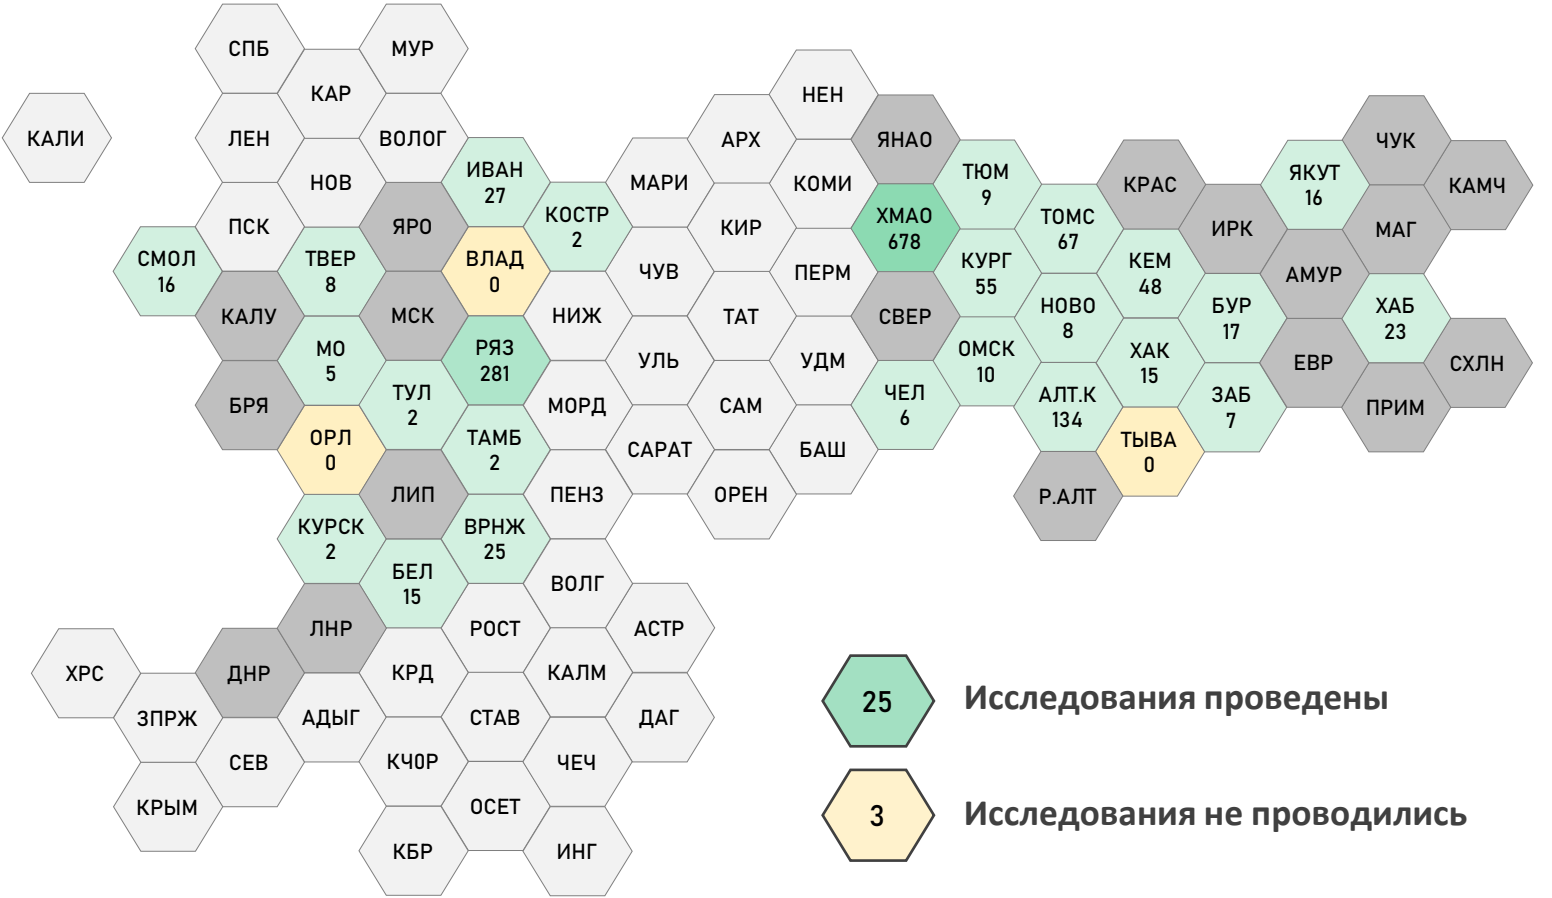 СПБ
МУР
КАР
НЕН
КАЛИ
ЛЕН
ВОЛОГ
АРХ
ЯНАО
ЧУК
НОВ
ИВАН
27
МАРИ
КОМИ
ТЮМ
9
КРАС
ЯКУТ
16
КАМЧ
ПСК
ЯРО
КОСТР
2
КИР
ХМАО
678
ТОМС
67
ИРК
МАГ
СМОЛ
16
ТВЕР
8
ВЛАД
0
ЧУВ
ПЕРМ
КУРГ
55
КЕМ
48
АМУР
КАЛУ
МСК
НИЖ
ТАТ
СВЕР
НОВО
8
БУР
17
ХАБ
23
МО
5
РЯЗ
281
УЛЬ
УДМ
ОМСК
10
ХАК
15
ЕВР
СХЛН
БРЯ
ТУЛ
2
МОРД
САМ
ЧЕЛ
6
АЛТ.К
134
ЗАБ
7
ПРИМ
ОРЛ
0
ТАМБ
2
САРАТ
БАШ
ТЫВА
0
ЛИП
ПЕНЗ
ОРЕН
Р.АЛТ
КУРСК
2
ВРНЖ
25
БЕЛ
15
ВОЛГ
ЛНР
РОСТ
АСТР
ХРС
ДНР
КРД
КАЛМ
ЗПРЖ
АДЫГ
СТАВ
ДАГ
СЕВ
КЧ0Р
ЧЕЧ
КРЫМ
ОСЕТ
КБР
ИНГ
25
Исследования проведены
3
Исследования не проводились